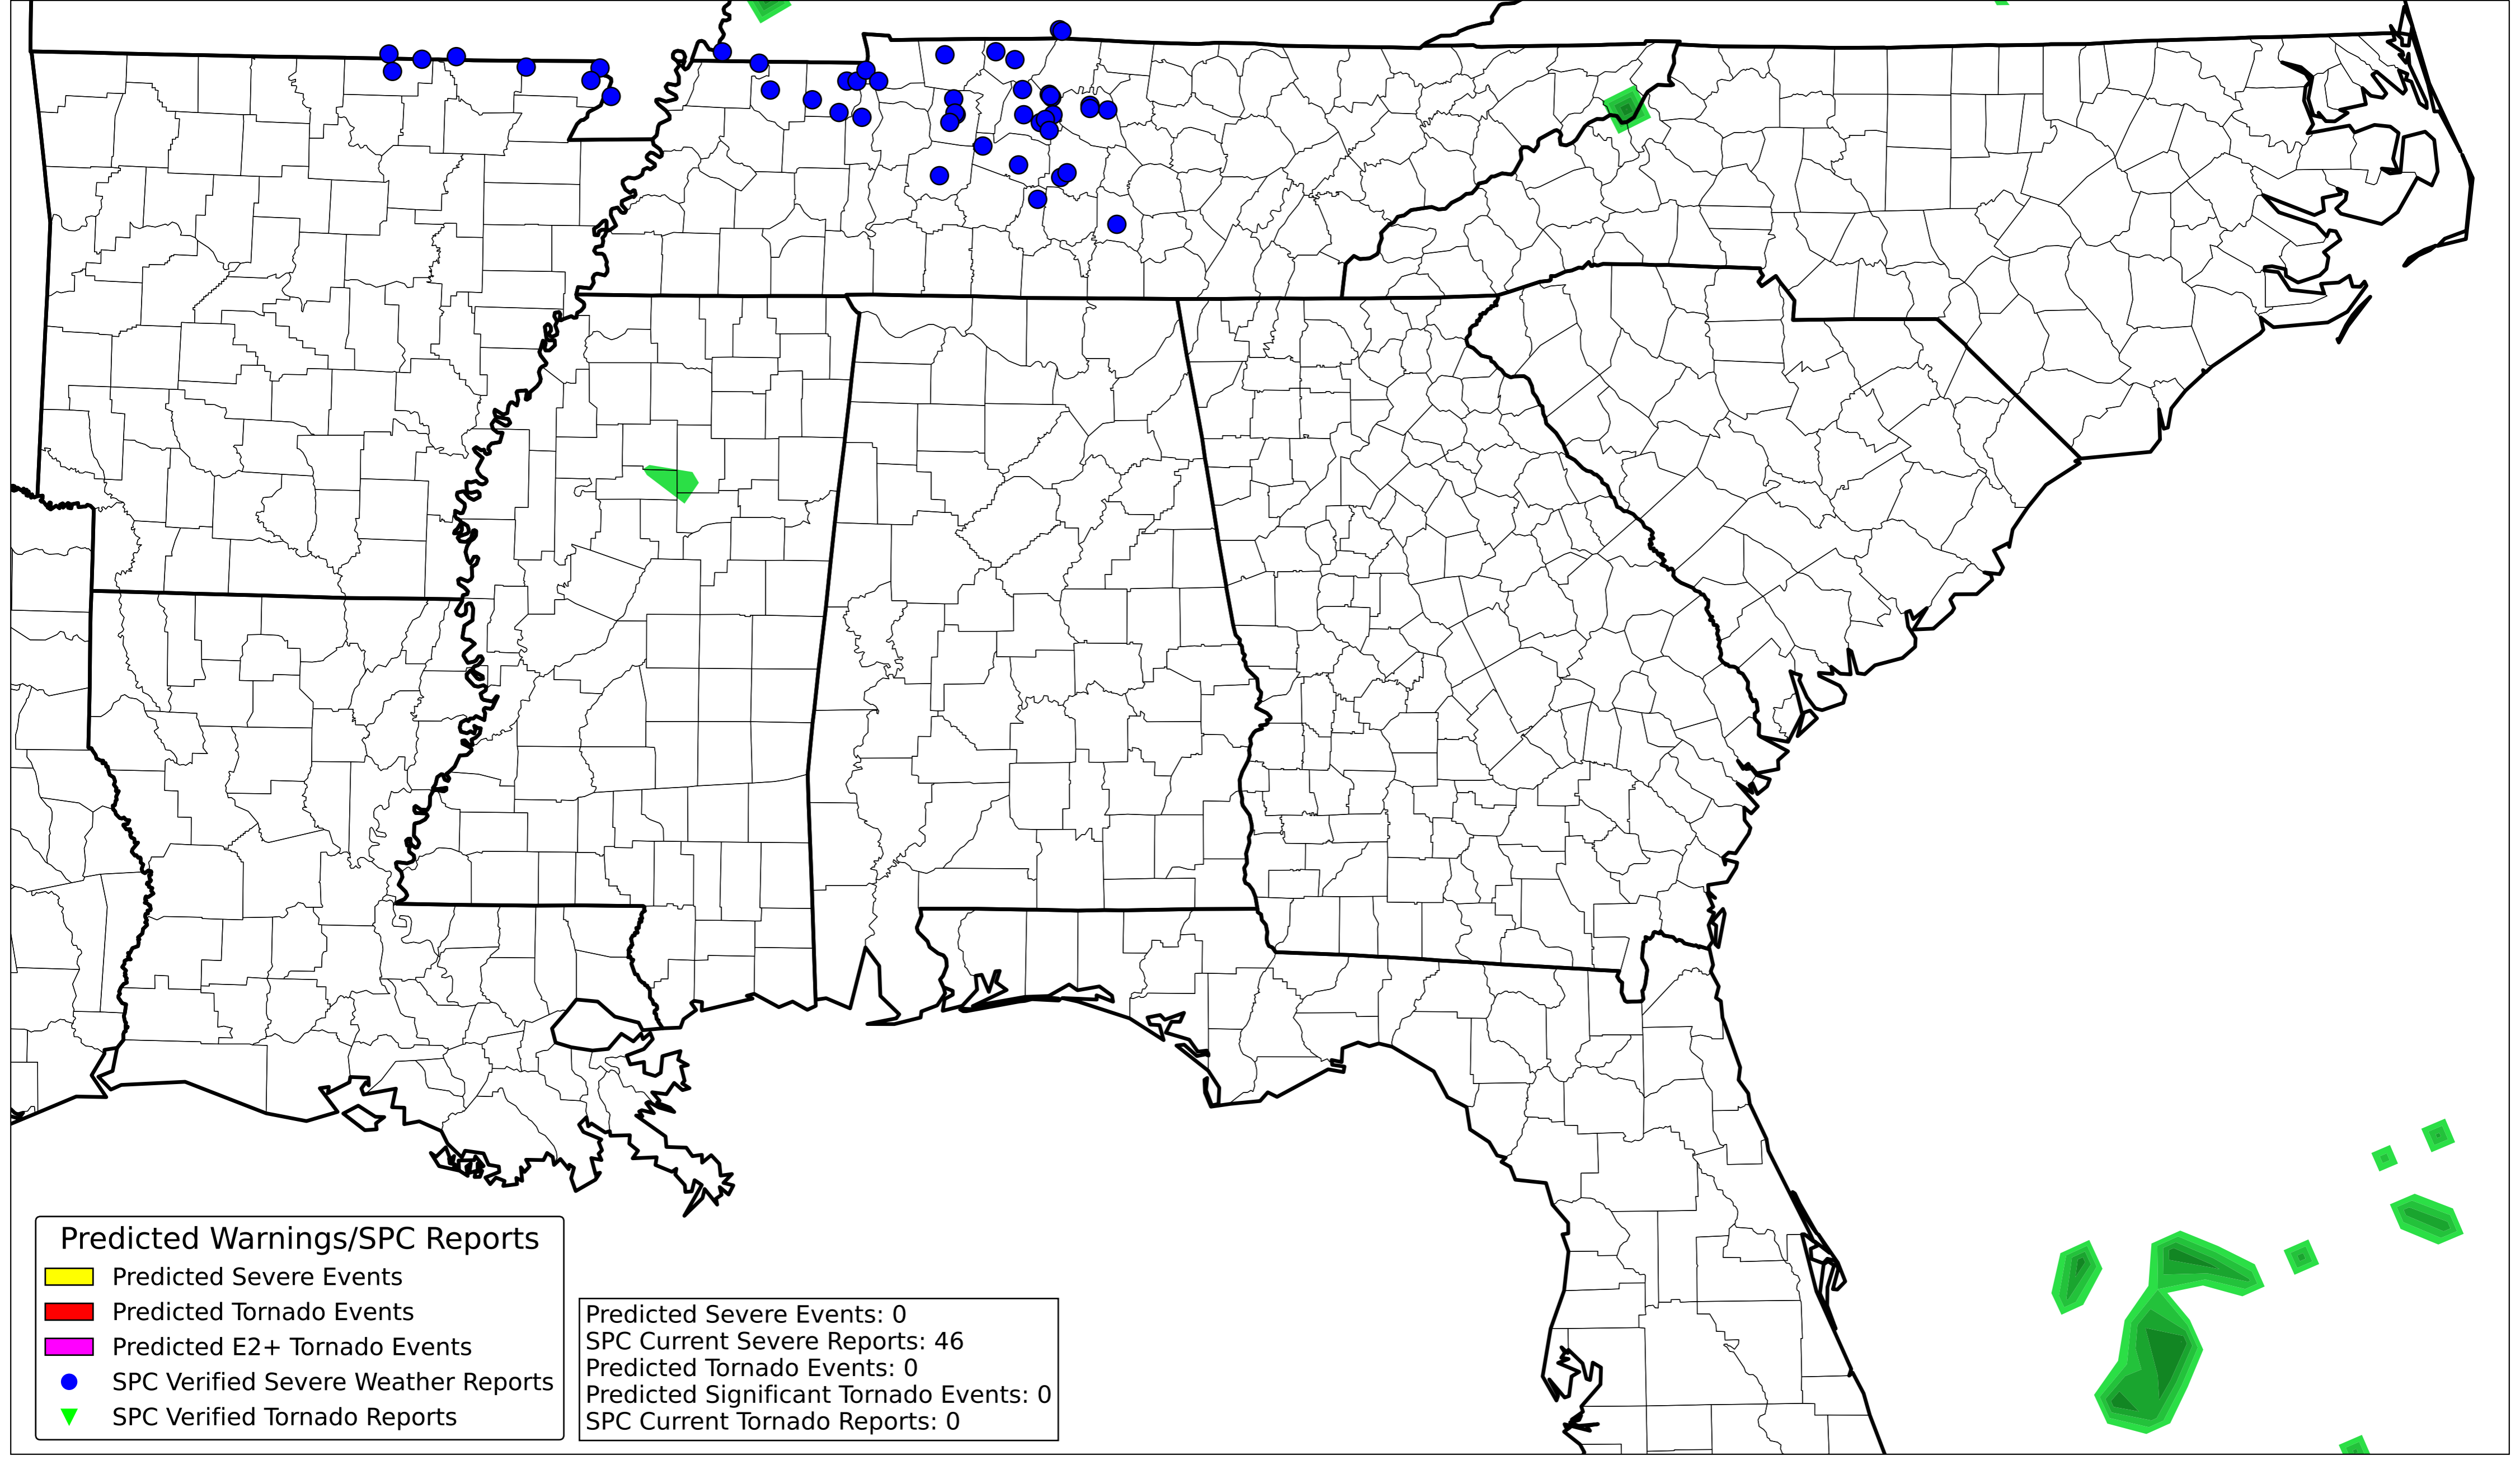 Predicted Warnings/SPC Reports
Predicted Severe Events
Predicted Tornado Events
Predicted E2+ Tornado Events
SPC Verified Severe Weather Reports
SPC Verified Tornado Reports
Predicted Severe Events: 0
SPC Current Severe Reports: 46
Predicted Tornado Events: 0
Predicted Significant Tornado Events: 0
SPC Current Tornado Reports: 0